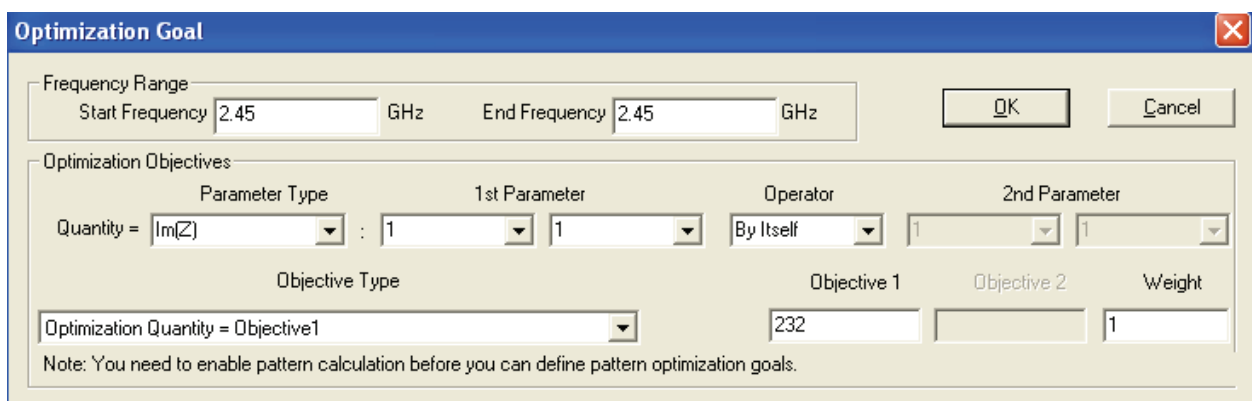 Optimization Goal
Frequency Range
Start Frequency 2.45 GHz End Frequency 2.45 GHz
OK Cancel
Optimization Objectives
Parameter Type 1st Parameter Operator 2nd Parameter
Quantity = Im(Z) : 1 1 By Itself 1 1
Objective Type Objective 1 Objective 2 Weight
Optimization Quantity = Objective1 232 1
Note: You need to enable pattern calculation before you can define pattern optimization goals.